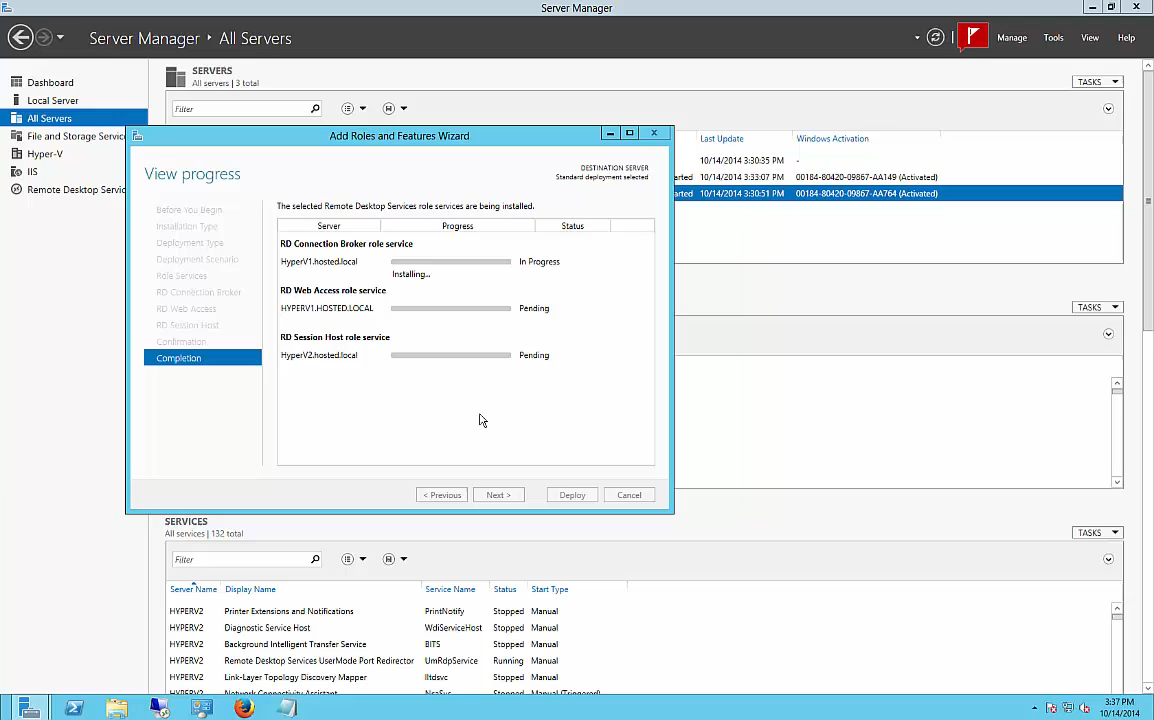 Server Manager
Server Manager • All Servers
Manage Tools View Help
Dashboard
Local Server
All Servers
File and Storage Servic
Hyper-V
IIS
Remote Desktop Servic
SERVERS
All servers | 3 total
TASKS
Filter
Last Update Windows Activation
10/14/2014 3:30:35 PM -
arted 10/14/2014 3:33:07 PM 00184-80420-09867-AA149 (Activated)
arted 10/14/2014 3:30:51 PM 00184-80420-09867-AA764 (Activated)
Add Roles and Features Wizard
View progress
DESTINATION SERVER
Standard deployment selected
Before You Begin
Installation Type
Deployment Type
Deployment Scenario
Role Services
RD Connection Broker
RD Web Access
RD Session Host
Confirmation
Completion
The selected Remote Desktop Services role services are being installed.
Server Progress Status
RD Connection Broker role service
HyperV1.hosted.local In Progress
Installing...
RD Web Access role service
HYPERV1.HOSTED.LOCAL Pending
RD Session Host role service
HyperV2.hosted.local Pending
< Previous Next > Deploy Cancel
TASKS
SERVICES
All services | 132 total
TASKS
Filter
Server Name Display Name Service Name Status Start Type
HYPERV2 Printer Extensions and Notifications PrintNotify Stopped Manual
HYPERV2 Diagnostic Service Host WdiServiceHost Stopped Manual
HYPERV2 Background Intelligent Transfer Service BITS Stopped Manual
HYPERV2 Remote Desktop Services UserMode Port Redirector UmRdpService Running Manual
HYPERV2 Link-Layer Topology Discovery Mapper lltdsvc Stopped Manual
HYPERV2 Network Connectivity Assistant NcaSvc Stopped Manual (Triggered)
3:37 PM
10/14/2014